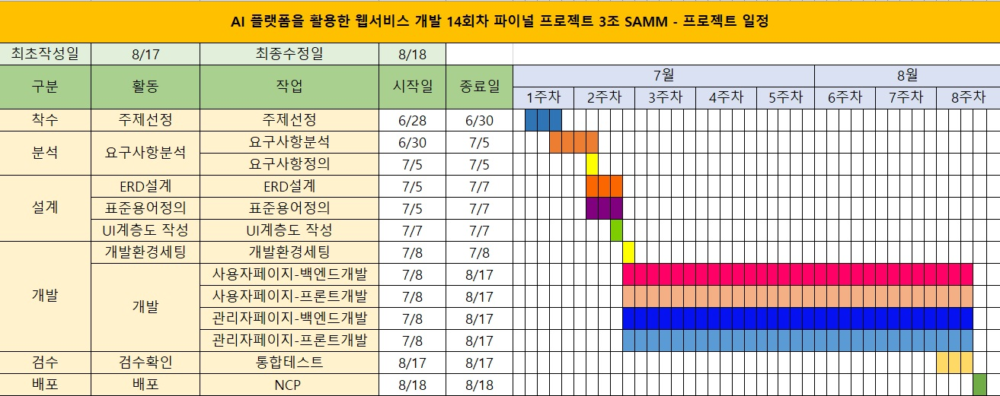 AI 플랫폼을 활용한 웹서비스 개발 14회차 파이널 프로젝트 3조 SAMM - 프로젝트 일정
최초작성일 8/17 최종수정일 8/18
구분 활동 작업 시작일 종료일 7월 8월
1주차 2주차 3주차 4주차 5주차 6주차 7주차 8주차
착수 주제선정 주제선정 6/28 6/30
분석 요구사항분석 요구사항분석 6/30 7/5
요구사항정의 7/5 7/5
설계 ERD설계 ERD설계 7/5 7/7
표준용어정의 표준용어정의 7/5 7/7
UI계층도 작성 UI계층도 작성 7/7 7/7
개발 개발환경세팅 개발환경세팅 7/8 7/8
개발 사용자페이지-백엔드개발 7/8 8/17
사용자페이지-프론트개발 7/8 8/17
관리자페이지-백엔드개발 7/8 8/17
관리자페이지-프론트개발 7/8 8/17
검수 검수확인 통합테스트 8/17 8/17
배포 배포 NCP 8/18 8/18